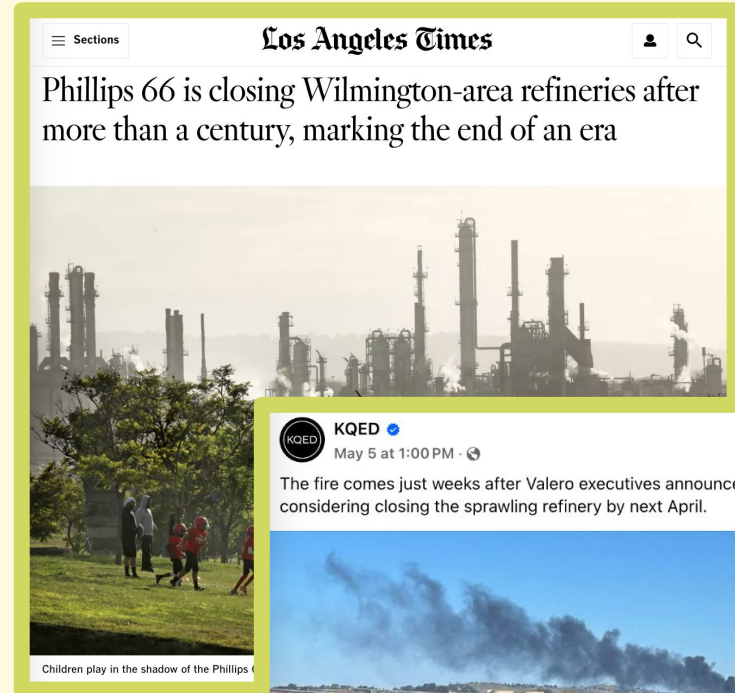 Sections
Los Angeles Times
Phillips 66 is closing Wilmington-area refineries after
more than a century, marking the end of an era
KQED
KQED
May 5 at 1:00 PM ·
The fire comes just weeks after Valero executives announce
considering closing the sprawling refinery by next April.
Children play in the shadow of the Phillips